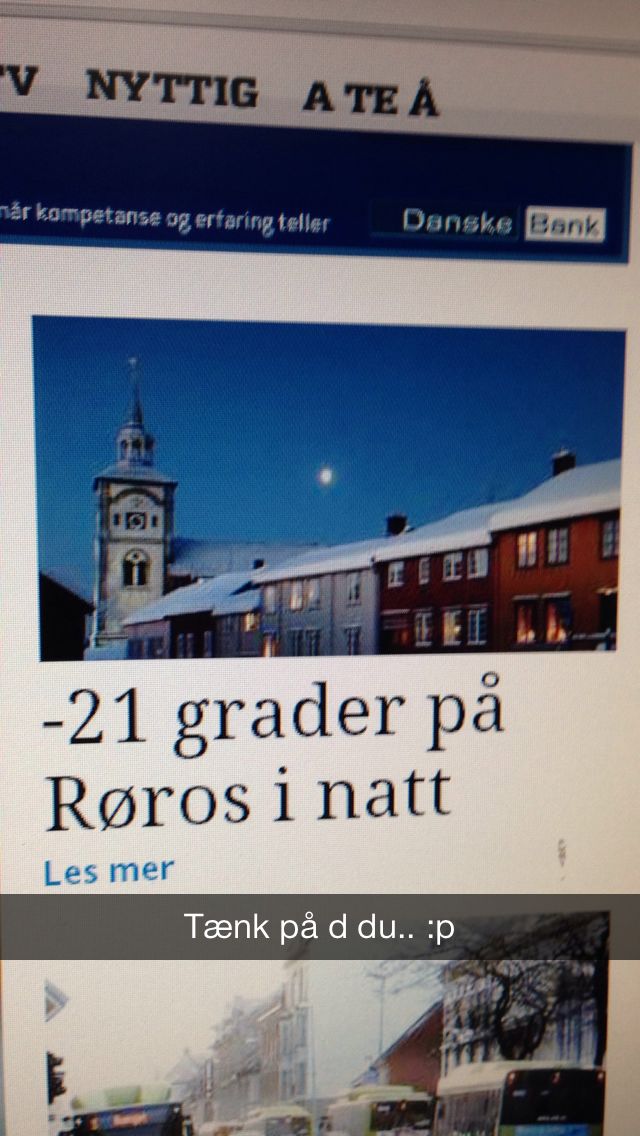 TV NYTTIG A TE Å
når kompetanse og erfaring teller Danske Bank
-21 grader på
Røros i natt
Les mer
Tænk på d du.. :p